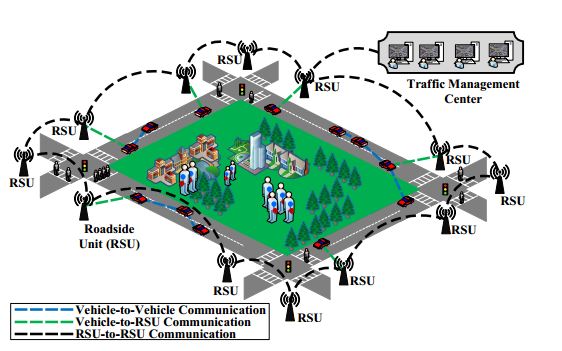 RSU
Traffic Management
Center
RSU
RSU
RSU
RSU
RSU
Roadside
Unit (RSU)
RSU
RSU
RSU
RSU
Vehicle-to-Vehicle Communication
Vehicle-to-RSU Communication
RSU-to-RSU Communication